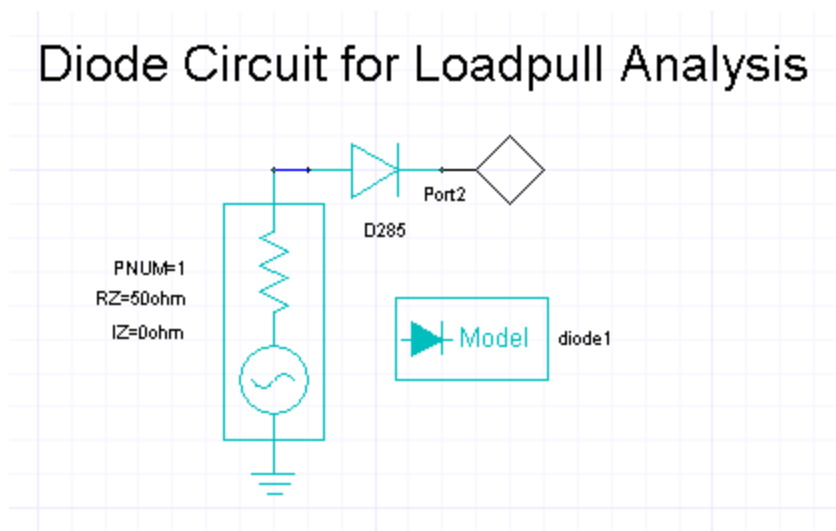 Diode Circuit for Loadpull Analysis
Port2
D285
PNUM=1
RZ=50ohm
IZ=0ohm
Model
diode1